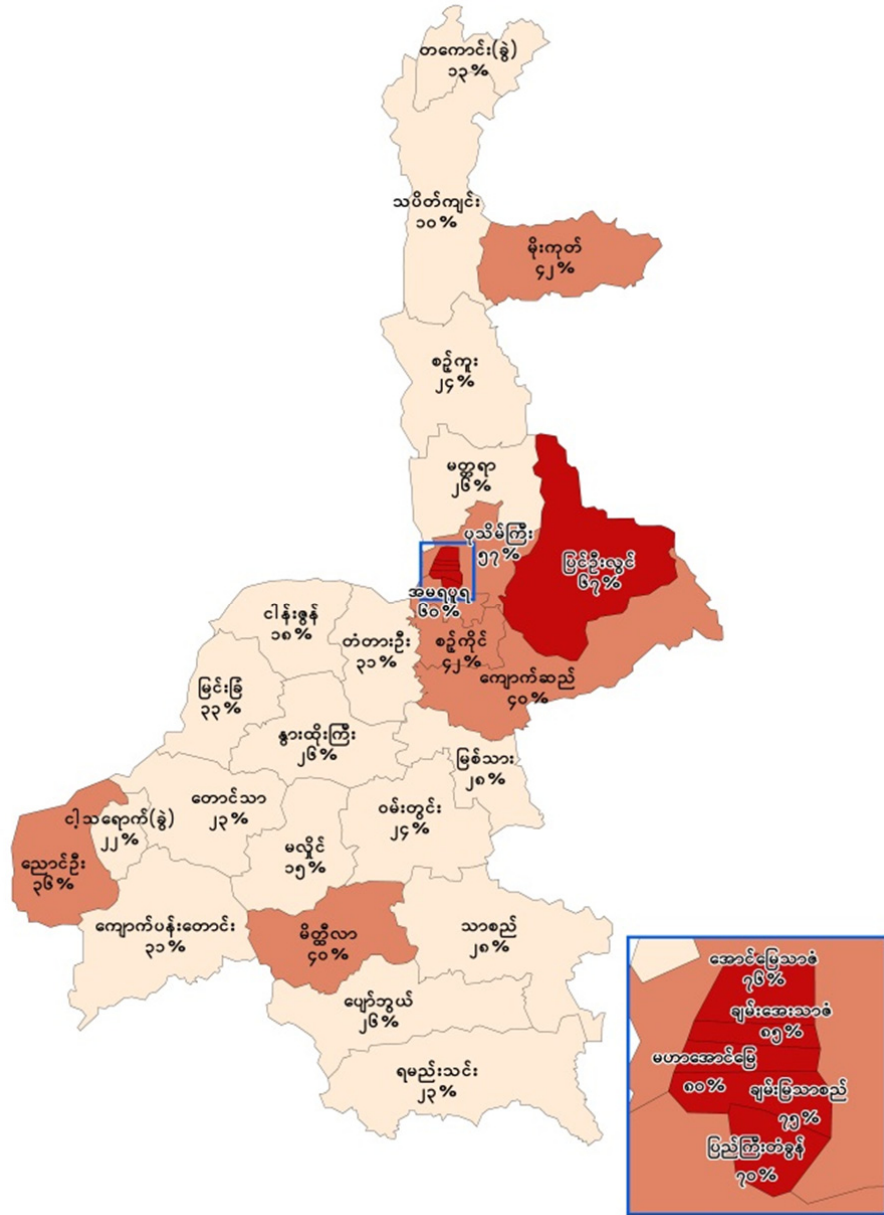 တကောင်း(ခွဲ)
၁၃%
သပိတ်ကျင်း
၁၀%
မိုးကုတ်
၄၂%
စဉ့်ကူး
၂၄%
မတ္တရာ
၂၆%
ပုသိမ်ကြီး
၅၇%
ပြင်ဦးလွင်
၆၇%
အမရပူရ
၆၀%
ငါန်းဇွန်
၁၈%
တံတားဦး
၃၁%
စဉ့်ကိုင်
၄၂%
ကျောက်ဆည်
၄၀%
မြင်းခြံ
၃၃%
နွားထိုးကြီး
၂၆%
မြစ်သား
၂၈%
တောင်သာ
၂၃%
ဝမ်းတွင်း
၂၄%
ငါ့သရောက်(ခွဲ)
၂၂%
မလှိုင်
၁၅%
ညောင်ဦး
၃၆%
ကျောက်ပန်းတောင်း
၃၁%
မိတ္ထီလာ
၄၀%
သာစည်
၂၈%
ပျော်ဘွယ်
၂၆%
ရမည်းသင်း
၂၃%
အောင်မြေသာဇံ
၇၆%
ချမ်းအေးသာဇံ
၈၅%
မဟာအောင်မြေ
၈၀%
ချမ်းမြသာစည်
၇၅%
ပြည်ကြီးတံခွန်
၇၀%